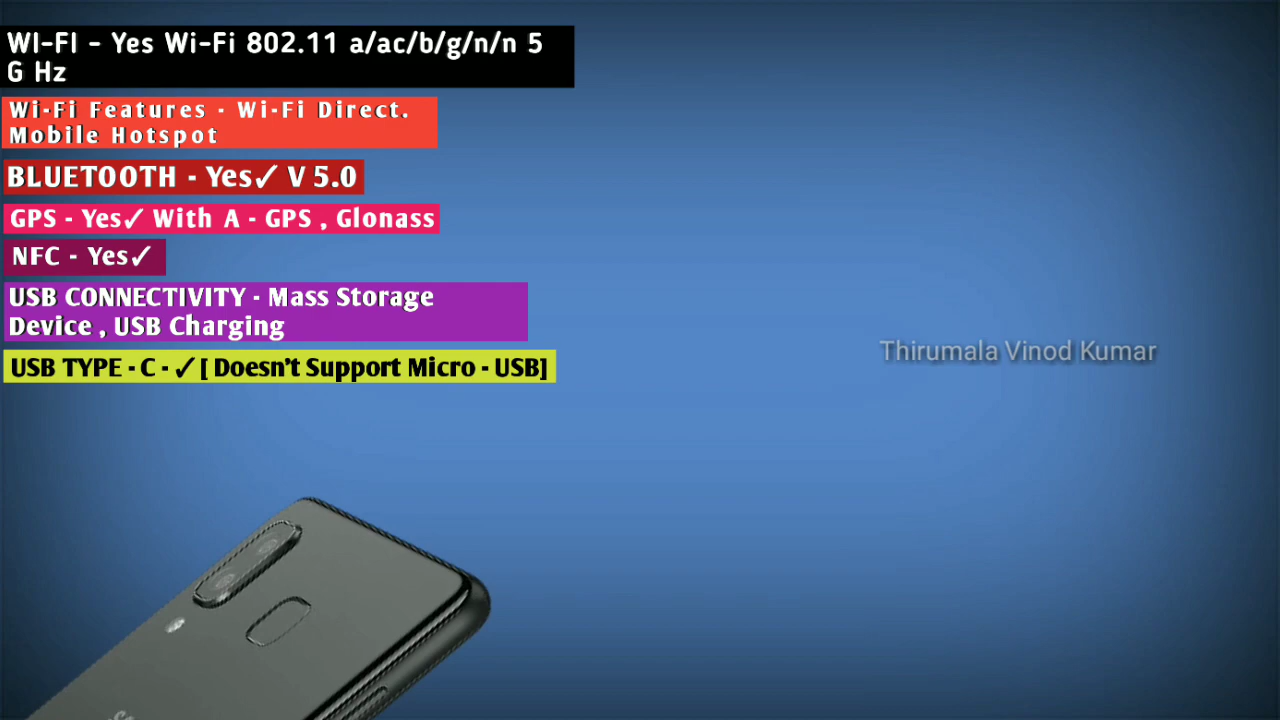 WI-FI - Yes Wi-Fi 802.11 a/ac/b/g/n/n 5
G Hz
Wi-Fi Features - Wi-Fi Direct.
Mobile Hotspot
BLUETOOTH - Yes✓ V 5.0
GPS - Yes✓ With A - GPS , Glonass
NFC - Yes✓
USB CONNECTIVITY - Mass Storage
Device , USB Charging
USB TYPE - C - ✓ [ Doesn't Support Micro - USB]
Thirumala Vinod Kumar